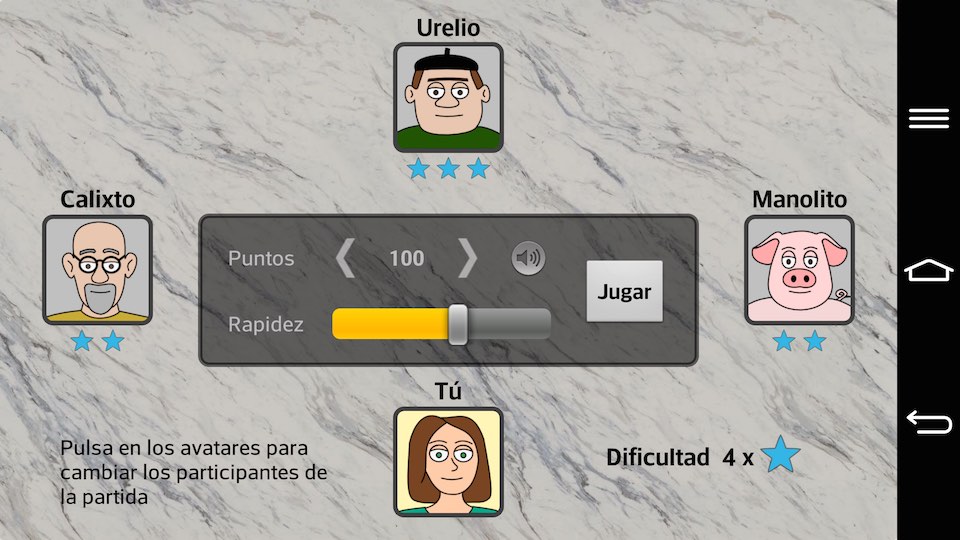 Urelio
Calixto
Manolito
Puntos
100
Rapidez
Jugar
Tú
Pulsa en los avatares para
cambiar los participantes de
la partida
Dificultad 4 x